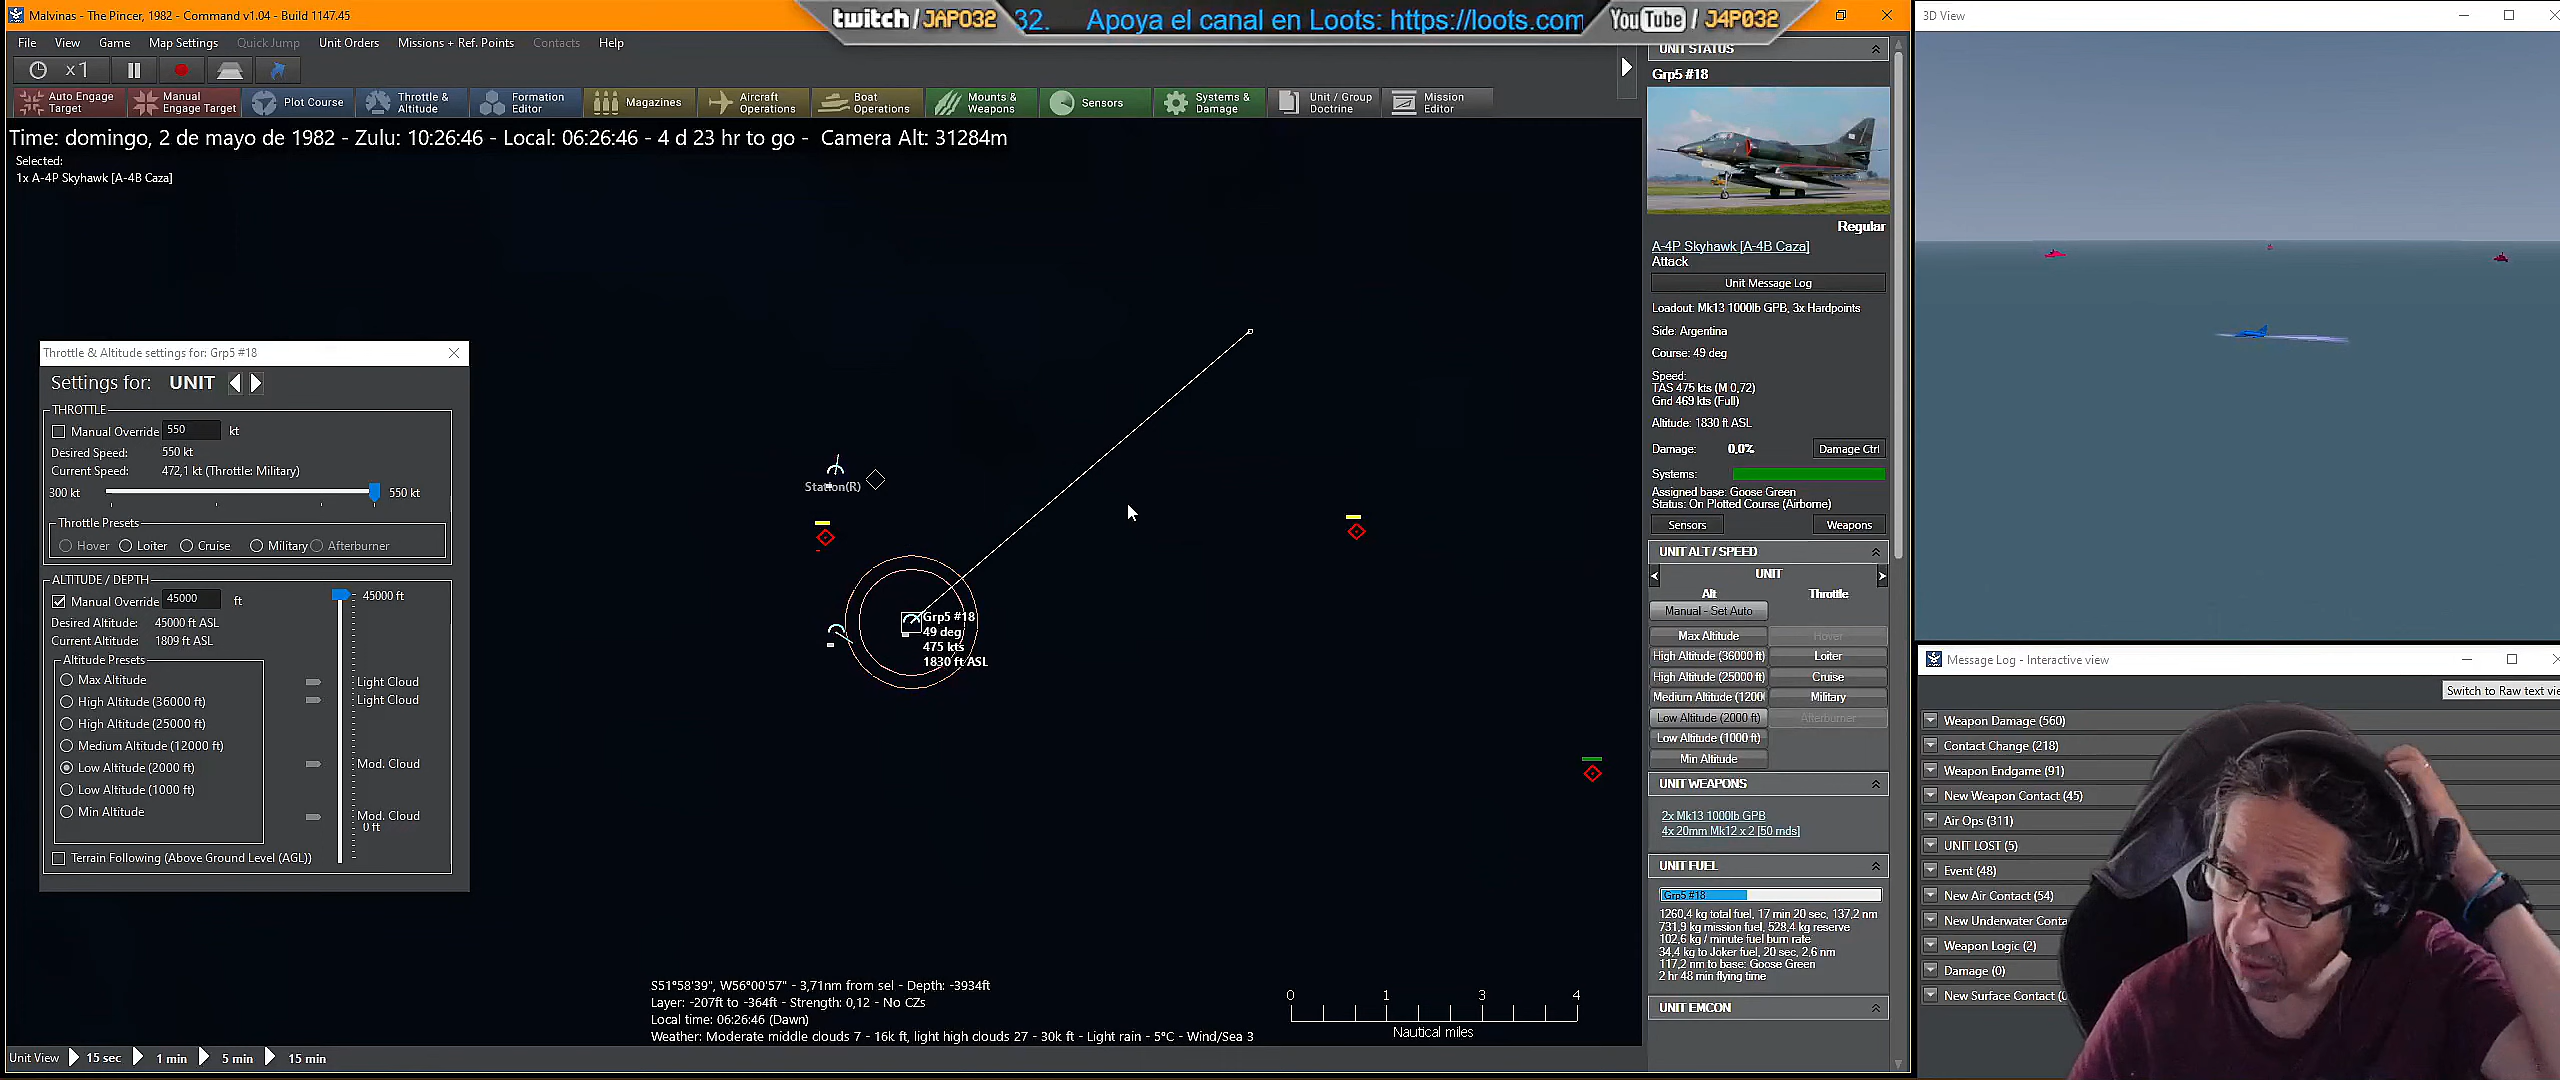 Malvinas - The Pincer, 1982 - Command v1.04 - Build 1147.45
twitch / JAP032
32. Apoya el canal en Loots: https://loots.com
YouTube / J4P032
File View Game Map Settings Quick Jump Unit Orders Missions + Ref. Points Contacts Help
x1
Auto Engage Target
Manual Engage Target
Plot Course
Throttle & Altitude
Formation Editor
Magazines
Aircraft Operations
Boat Operations
Mounts & Weapons
Sensors
Systems & Damage
Unit / Group Doctrine
Mission Editor
Time: domingo, 2 de mayo de 1982 - Zulu: 10:26:46 - Local: 06:26:46 - 4 d 23 hr to go - Camera Alt: 31284m
Selected:
1x A-4P Skyhawk [A-4B Caza]
Throttle & Altitude settings for: Grp5 #18
Settings for: UNIT
THROTTLE
Manual Override 550 kt
Desired Speed: 550 kt
Current Speed: 472,1 kt (Throttle: Military)
300 kt 550 kt
Throttle Presets
Hover Loiter Cruise Military Afterburner
ALTITUDE / DEPTH
Manual Override 45000 ft
45000 ft
Desired Altitude: 45000 ft ASL
Current Altitude: 1809 ft ASL
Altitude Presets
Max Altitude
High Altitude (36000 ft)
High Altitude (25000 ft)
Medium Altitude (12000 ft)
Low Altitude (2000 ft)
Low Altitude (1000 ft)
Min Altitude
Light Cloud
Light Cloud
Mod. Cloud
Mod. Cloud
0 ft
Terrain Following (Above Ground Level (AGL))
Station(R)
Grp5 #18
49 deg
475 kts
1830 ft ASL
S51°58'39", W56°00'57" - 3,71nm from sel - Depth: -3934ft
Layer: -207ft to -364ft - Strength: 0,12 - No CZs
Local time: 06:26:46 (Dawn)
Weather: Moderate middle clouds 7 - 16k ft, light high clouds 27 - 30k ft - Light rain - 5°C - Wind/Sea 3
0 1 3 4
Nautical miles
Unit View 15 sec 1 min 5 min 15 min
UNIT STATUS
Grp5 #18
Regular
A-4P Skyhawk [A-4B Caza]
Attack
Unit Message Log
Loadout: Mk13 1000lb GPB, 3x Hardpoints
Side: Argentina
Course: 49 deg
Speed:
TAS 475 kts (M 0,72)
Gnd 469 kts (Full)
Altitude: 1830 ft ASL
Damage: 0,0% Damage Ctrl
Systems:
Assigned base: Goose Green
Status: On Plotted Course (Airborne)
Sensors Weapons
UNIT ALT / SPEED
UNIT
Alt Throttle
Manual - Set Auto
Max Altitude Hover
High Altitude (36000 ft) Loiter
High Altitude (25000 ft) Cruise
Medium Altitude (1200 Military
Low Altitude (2000 ft) Afterburner
Low Altitude (1000 ft)
Min Altitude
UNIT WEAPONS
2x Mk13 1000lb GPB
4x 20mm Mk12 x 2 [50 rnds]
UNIT FUEL
Grp5 #18
1260,4 kg total fuel, 17 min 20 sec, 137,2 nm
731,9 kg mission fuel, 528,4 kg reserve
102,6 kg / minute fuel burn rate
34,4 kg to Joker fuel, 20 sec, 2,6 nm
117,2 nm to base: Goose Green
2 hr 48 min flying time
UNIT EMCON
3D View
Message Log - Interactive view
Switch to Raw text vie
Weapon Damage (560)
Contact Change (218)
Weapon Endgame (91)
New Weapon Contact (45)
Air Ops (311)
UNIT LOST (5)
Event (48)
New Air Contact (54)
New Underwater Conta
Weapon Logic (2)
Damage (0)
New Surface Contact (0